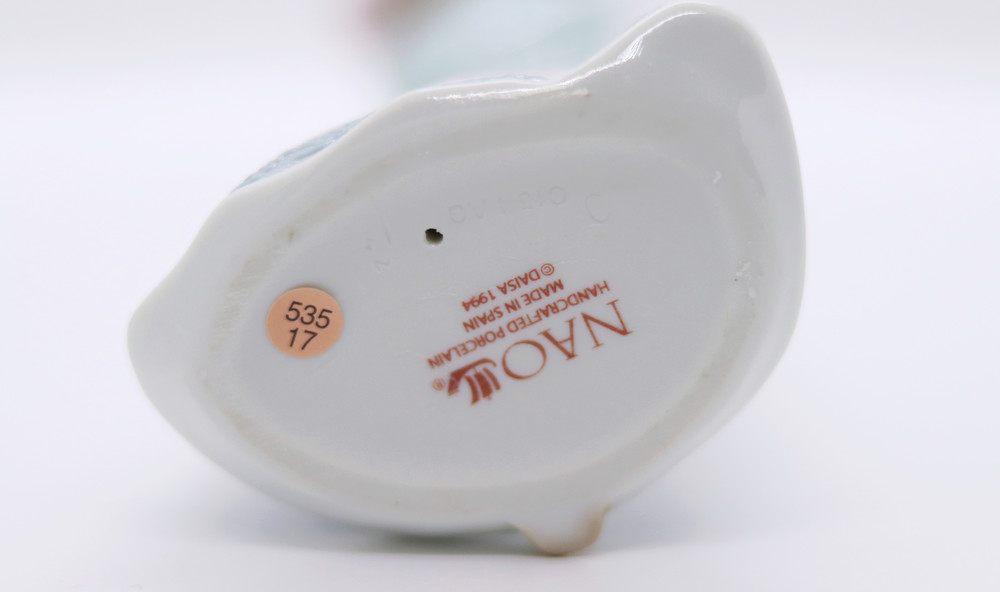 535
17
NAO®
HANDCRAFTED PORCELAIN
MADE IN SPAIN
© DAISA 1994